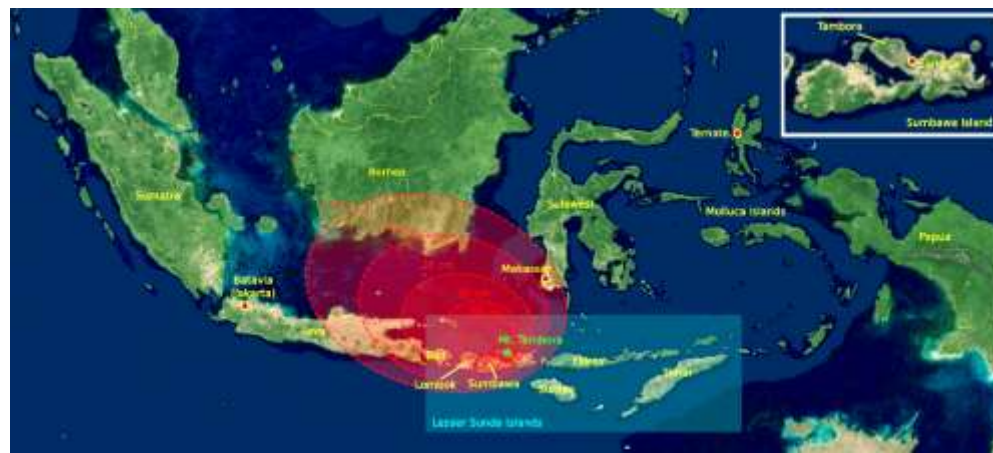 Tambora
Sumbawa Island
Ternate
Borneo
Sumatra
Sulawesi
Molluca Islands
Papua
Makassar
Batavia
(Jakarta)
Java
Mt. Tambora
Bali
Flores
Lombok
Sumbawa
Timor
Lesser Sunda Islands